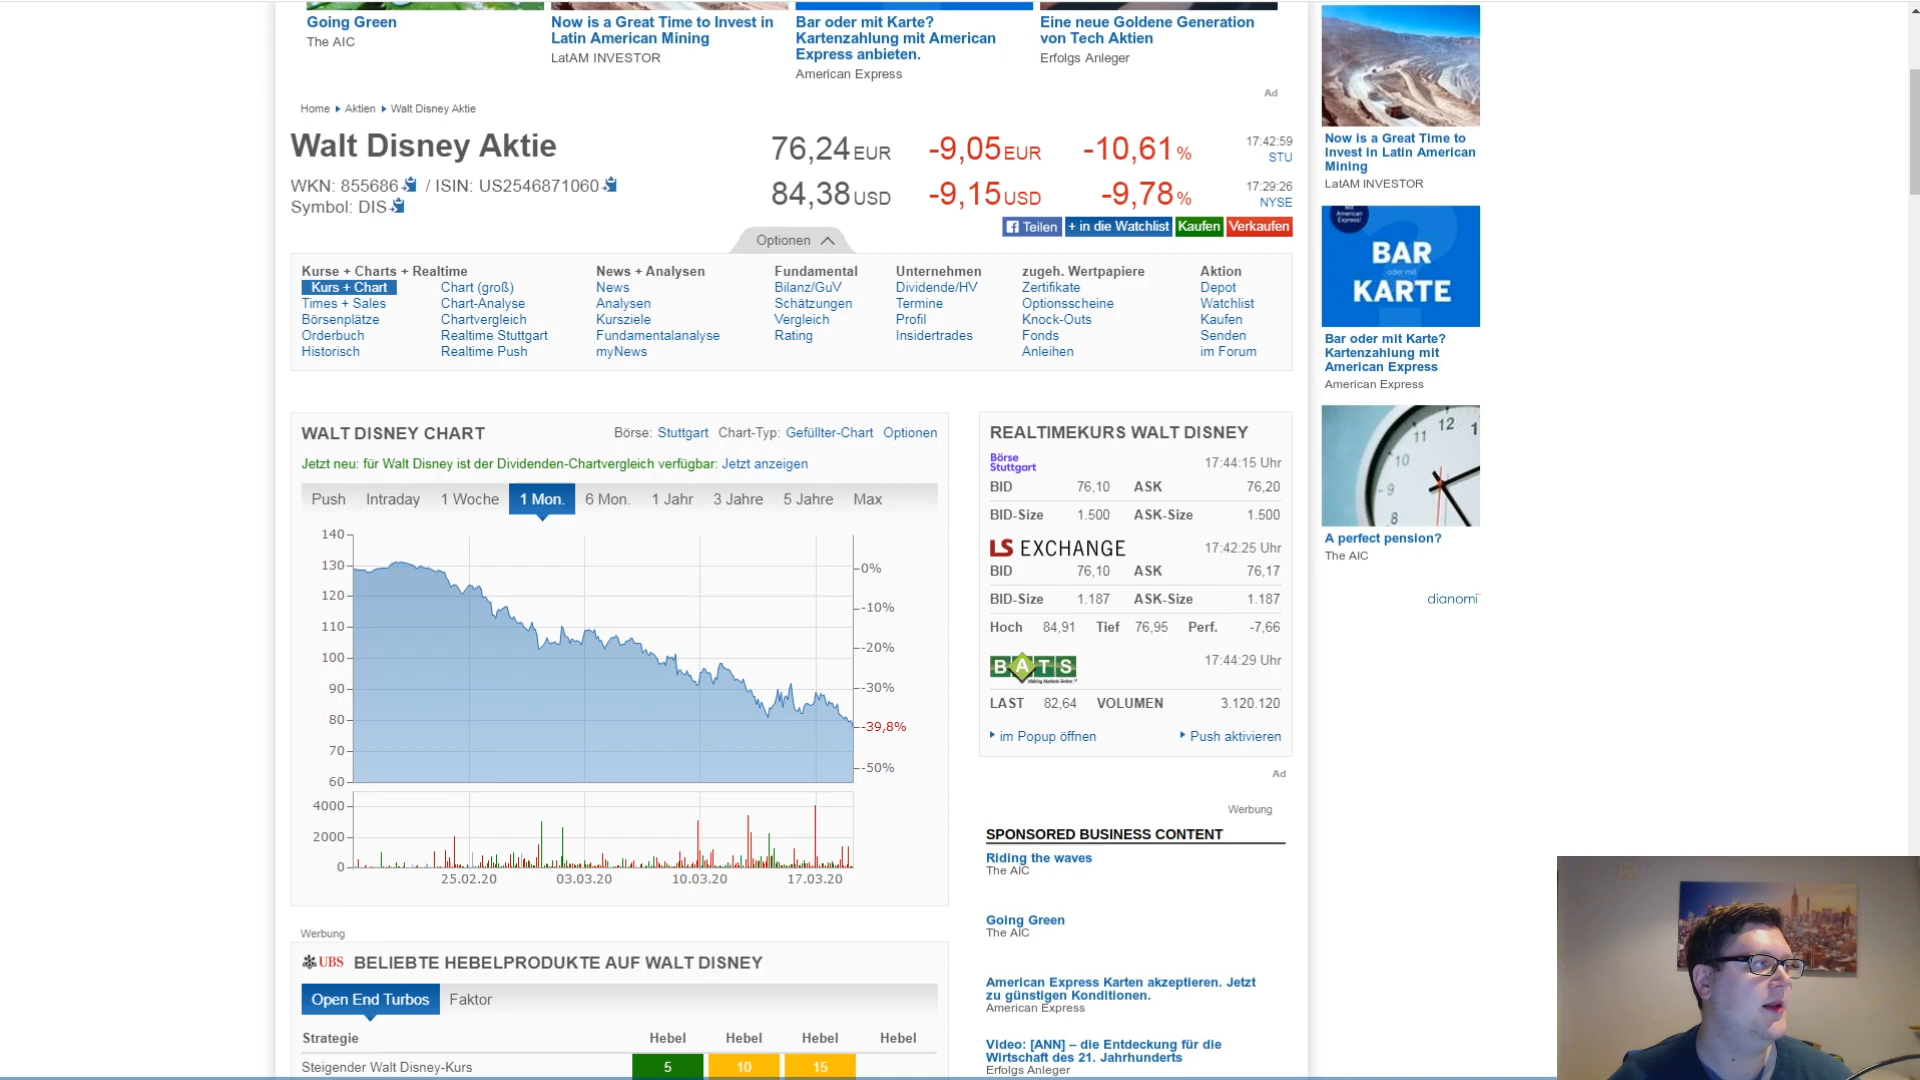 Going Green
The AIC
Now is a Great Time to Invest in
Latin American Mining
LatAM INVESTOR
Bar oder mit Karte?
Kartenzahlung mit American
Express anbieten.
American Express
Eine neue Goldene Generation
von Tech Aktien
Erfolgs Anleger
Ad
Home Aktien Walt Disney Aktie
Walt Disney Aktie
WKN: 855686 / ISIN: US2546871060
Symbol: DIS
76,24 EUR -9,05 EUR -10,61 % 17:42:59 STU
84,38 USD -9,15 USD -9,78 % 17:29:26 NYSE
Teilen + in die Watchlist Kaufen Verkaufen
Optionen
Kurse + Charts + Realtime
Kurs + Chart
Times + Sales
Börsenplätze
Orderbuch
Historisch
Chart (groß)
Chart-Analyse
Chartvergleich
Realtime Stuttgart
Realtime Push
News + Analysen
News
Analysen
Kursziele
Fundamentalanalyse
myNews
Fundamental
Bilanz/GuV
Schätzungen
Vergleich
Rating
Unternehmen
Dividende/HV
Termine
Profil
Insidertrades
zugeh. Wertpapiere
Zertifikate
Optionsscheine
Knock-Outs
Fonds
Anleihen
Aktion
Depot
Watchlist
Kaufen
Senden
im Forum
WALT DISNEY CHART
Börse: Stuttgart Chart-Typ: Gefüllter-Chart Optionen
Jetzt neu: für Walt Disney ist der Dividenden-Chartvergleich verfügbar: Jetzt anzeigen
Push Intraday 1 Woche 1 Mon. 6 Mon. 1 Jahr 3 Jahre 5 Jahre Max
140
130
120
110
100
90
80
70
60
0%
-10%
-20%
-30%
-39,8%
-50%
4000
2000
0
25.02.20 03.03.20 10.03.20 17.03.20
Werbung
UBS BELIEBTE HEBELPRODUKTE AUF WALT DISNEY
Open End Turbos Faktor
Strategie Hebel Hebel Hebel Hebel
Steigender Walt Disney-Kurs 5 10 15
REALTIMEKURS WALT DISNEY
Börse
Stuttgart
17:44:15 Uhr
BID 76,10 ASK 76,20
BID-Size 1.500 ASK-Size 1.500
LS EXCHANGE 17:42:25 Uhr
BID 76,10 ASK 76,17
BID-Size 1.187 ASK-Size 1.187
Hoch 84,91 Tief 76,95 Perf. -7,66
BATS 17:44:29 Uhr
LAST 82,64 VOLUMEN 3.120.120
im Popup öffnen Push aktivieren
Ad
Werbung
SPONSORED BUSINESS CONTENT
Riding the waves
The AIC
Going Green
The AIC
American Express Karten akzeptieren. Jetzt
zu günstigen Konditionen.
American Express
Video: [ANN] – die Entdeckung für die
Wirtschaft des 21. Jahrhunderts
Erfolgs Anleger
Now is a Great Time to
Invest in Latin American
Mining
LatAM INVESTOR
American
Express!
BAR
oder mit
KARTE
Bar oder mit Karte?
Kartenzahlung mit
American Express
American Express
11 12 1
10
9
8
A perfect pension?
The AIC
dianomi